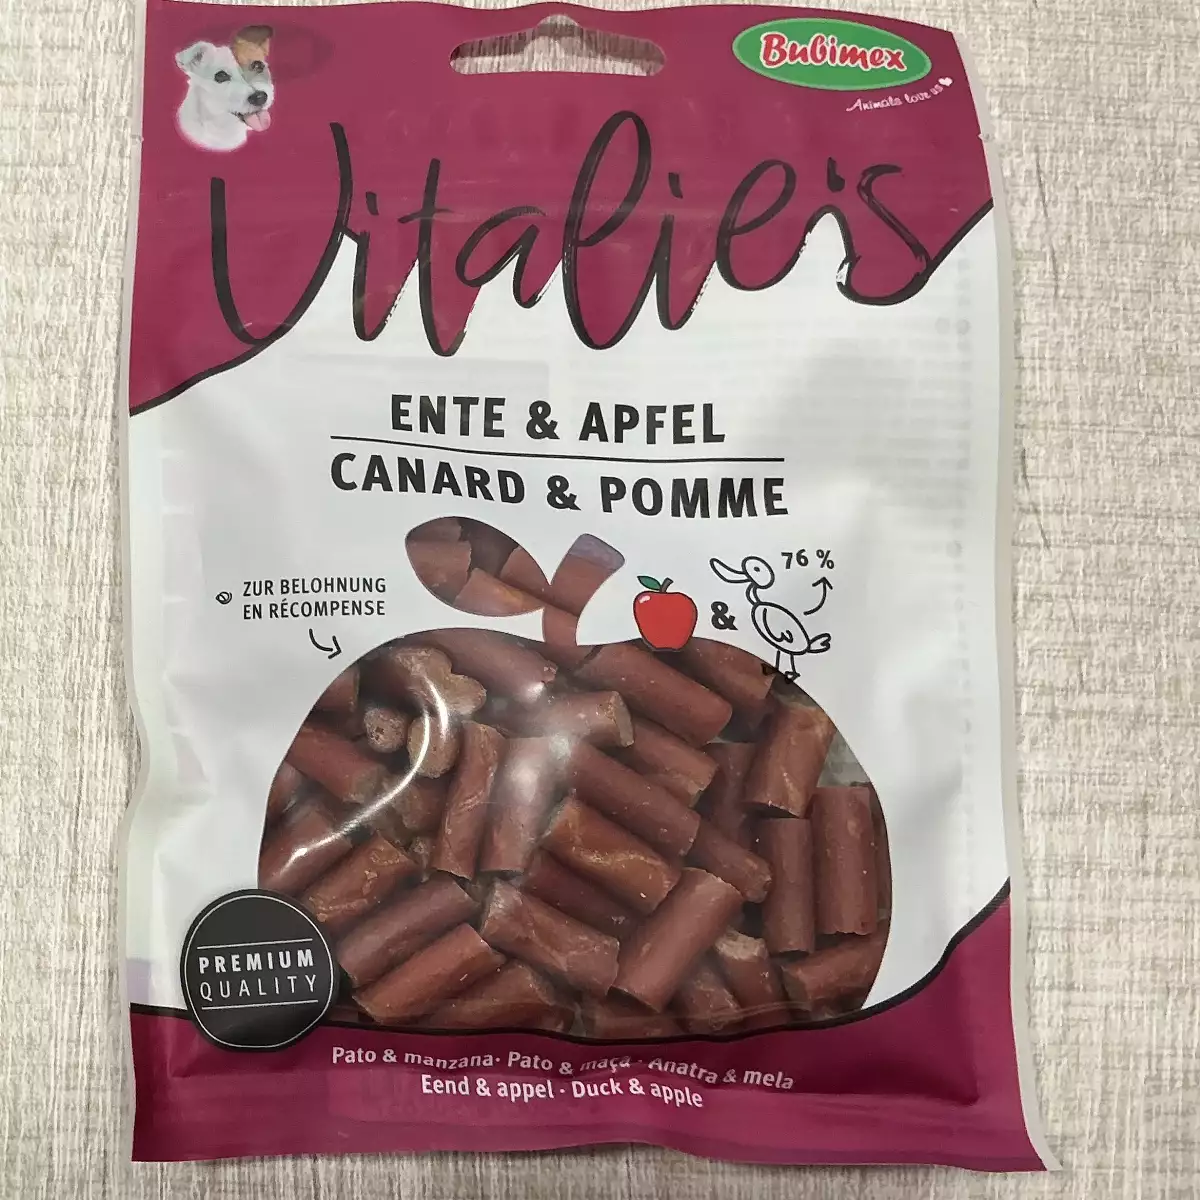 Bubimex
Animals love us
Vitalie's
ENTE & APFEL
CANARD & POMME
76 %
&
ZUR BELOHNUNG
EN RÉCOMPENSE
PREMIUM
QUALITY
Pato & manzana· Pato & maçã · Anatra & mela
Eend & appel · Duck & apple